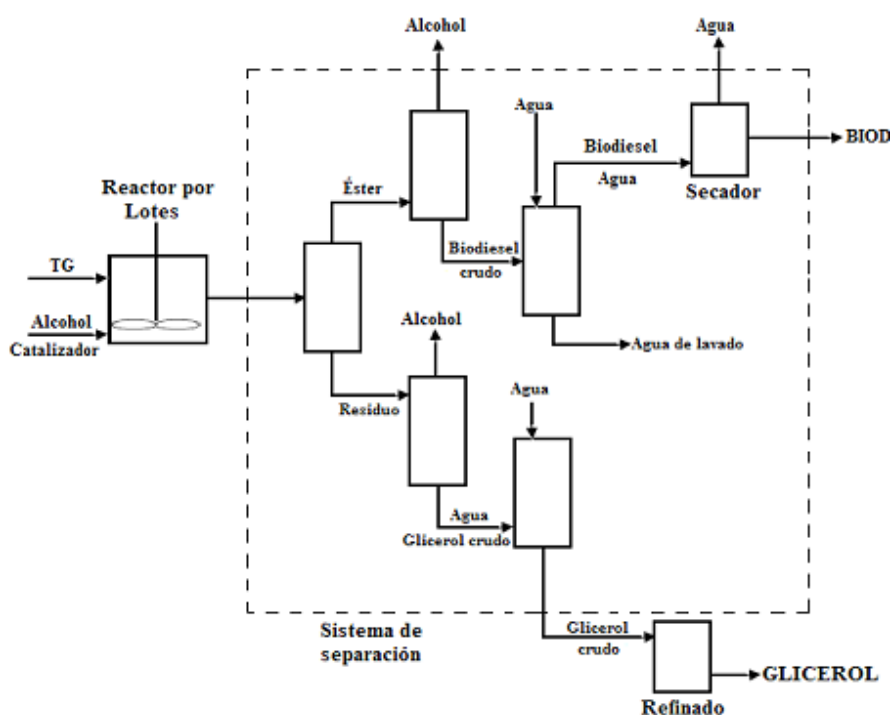 Alcohol
Agua
Agua
Biodiesel
Agua
BIOD
Secador
Reactor por
Lotes
Éster
Biodiesel
crudo
TG
Alcohol
Catalizador
Alcohol
Agua de lavado
Residuo
Agua
Agua
Glicerol crudo
Sistema de
separación
Glicerol
crudo
GLICEROL
Refinado